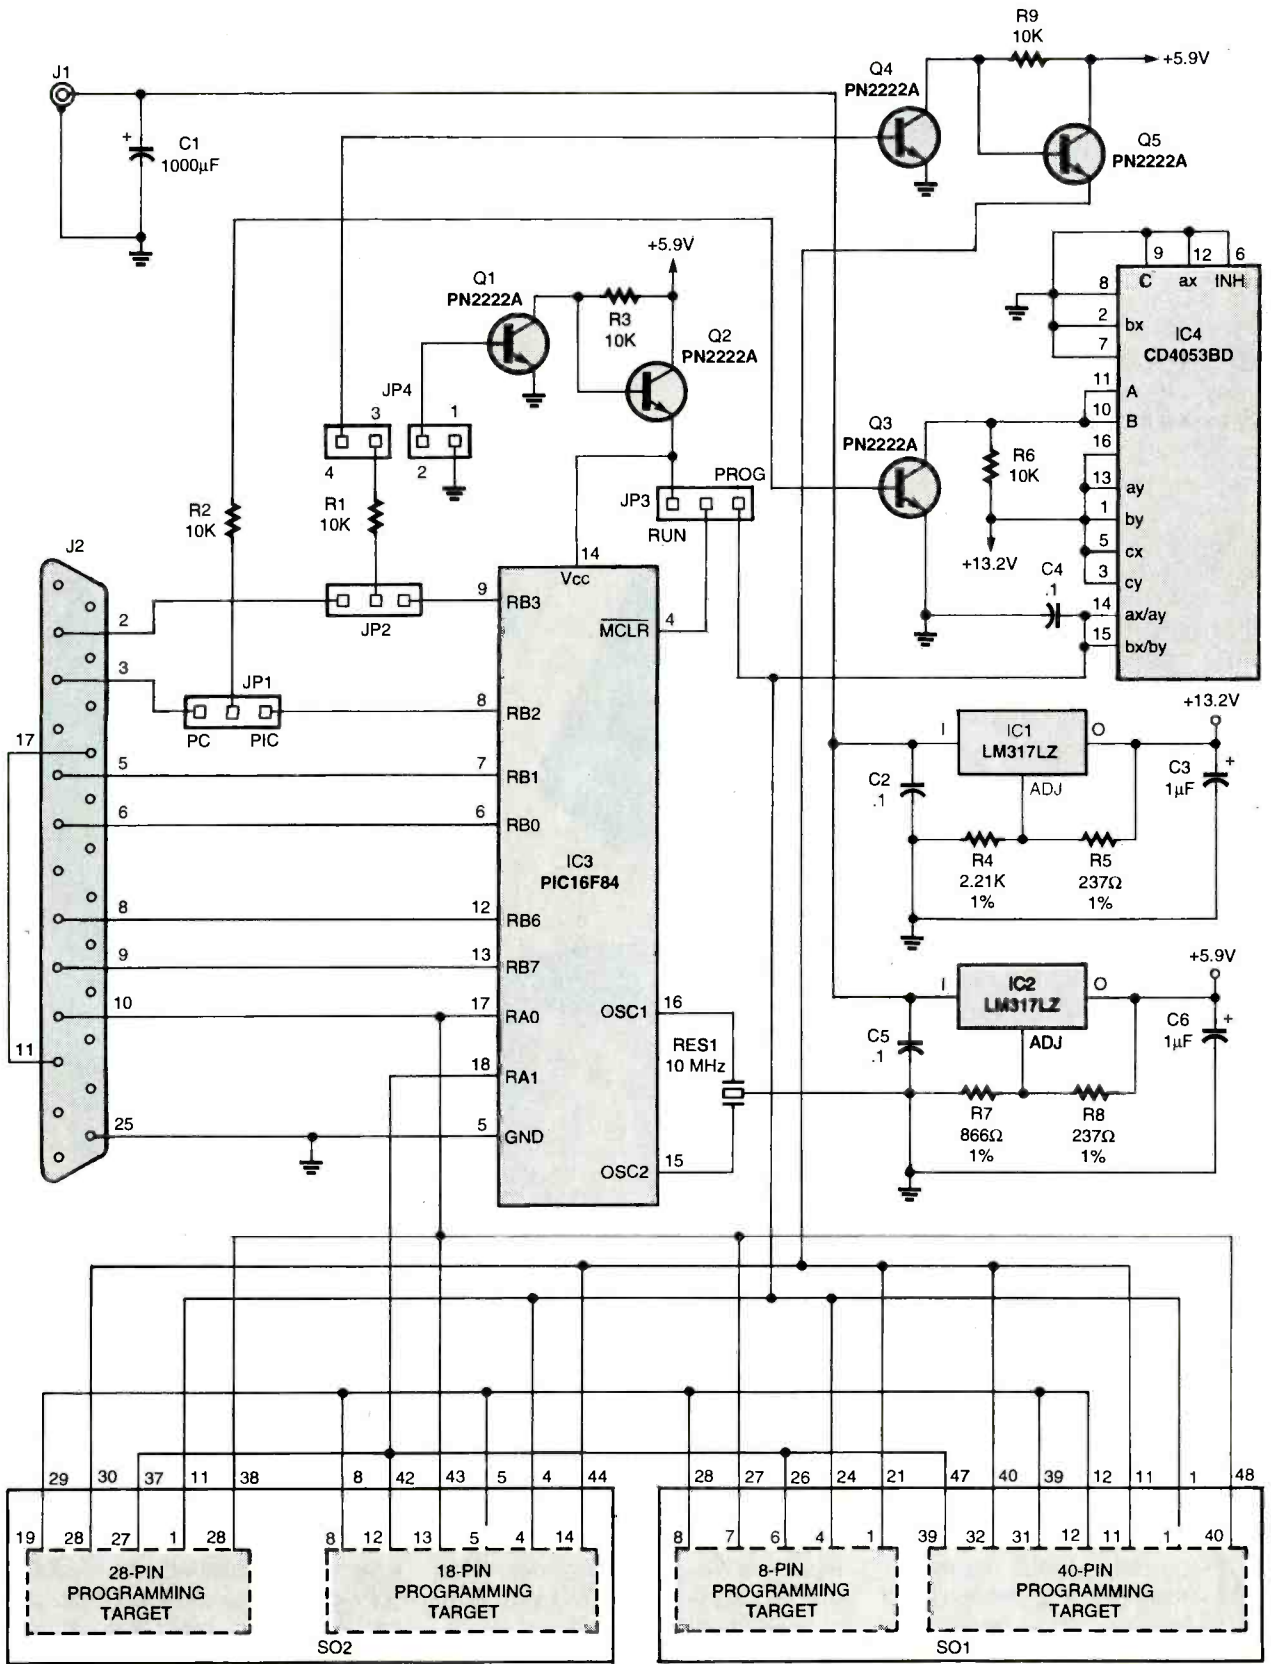 J1
C1
1000µF
+
Q4
PN2222A
R9
10K
+5.9V
Q5
PN2222A
+5.9V
Q1
PN2222A
R3
10K
Q2
PN2222A
JP4
3
1
4
2
R2
10K
R1
10K
JP3
PROG
RUN
JP2
JP1
PC
PIC
Q3
PN2222A
R6
10K
+13.2V
C4
.1
9
12
6
C
ax
INH
IC4
CD4053BD
8
2
bx
7
11
A
10
B
16
13
ay
1
by
5
cx
3
cy
14
ax/ay
15
bx/by
J2
2
3
17
5
6
8
9
10
11
25
14
Vcc
9
RB3
4
MCLR
8
RB2
7
RB1
6
RB0
IC3
PIC16F84
12
RB6
13
RB7
17
RA0
16
OSC1
18
RA1
5
GND
15
OSC2
RES1
10 MHz
I
IC1
LM317LZ
O
+13.2V
ADJ
C2
.1
C3
1µF
+
R4
2.21K
1%
R5
237Ω
1%
I
IC2
LM317LZ
O
+5.9V
ADJ
C5
.1
C6
1µF
+
R7
866Ω
1%
R8
237Ω
1%
29 30 37 11 38 8 42 43 5 4 44 28 27 26 24 21 47 40 39 12 11 1 48
19 28 27 1 28 8 12 13 5 4 14 8 7 6 4 1 39 32 31 12 11 1 40
28-PIN
PROGRAMMING
TARGET
18-PIN
PROGRAMMING
TARGET
8-PIN
PROGRAMMING
TARGET
40-PIN
PROGRAMMING
TARGET
SO2
SO1